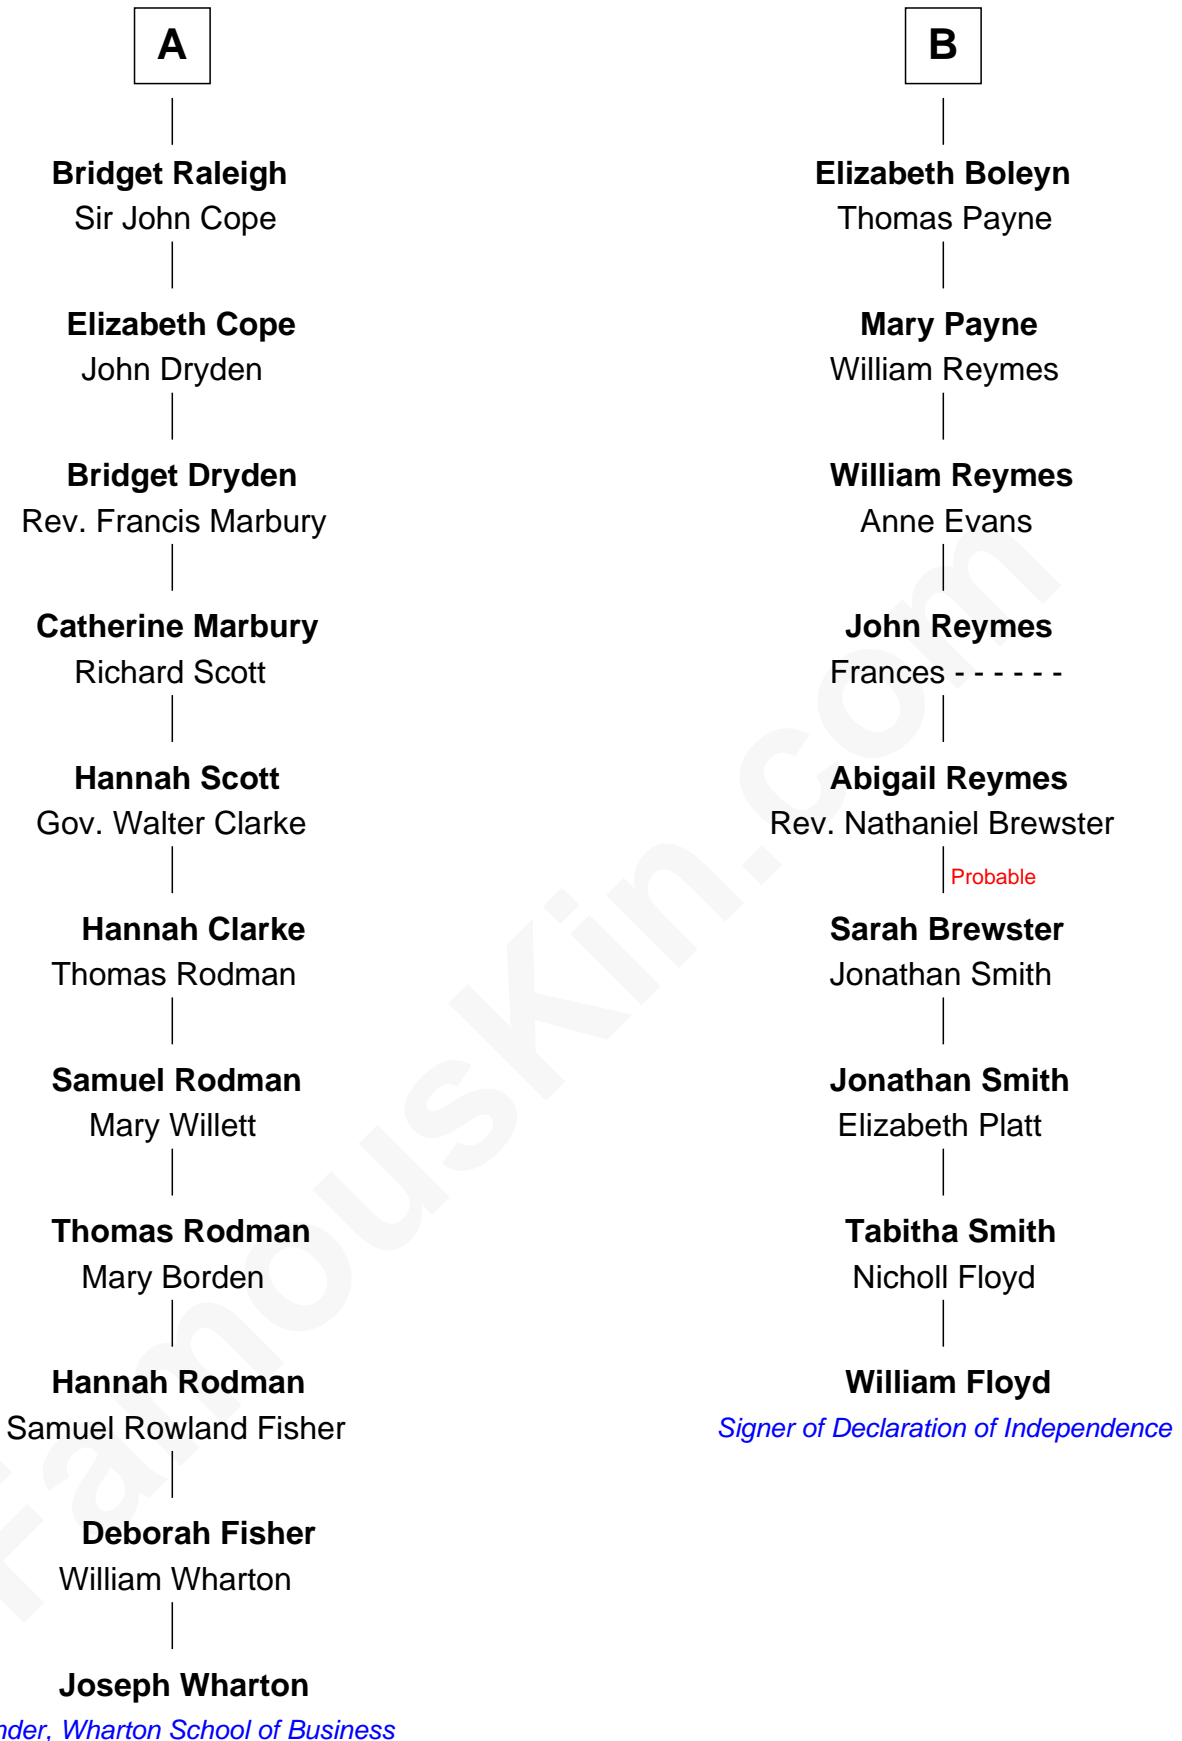 A
Bridget Raleigh
Sir John Cope
Elizabeth Cope
John Dryden
Bridget Dryden
Rev. Francis Marbury
Catherine Marbury
Richard Scott
Hannah Scott
Gov. Walter Clarke
Hannah Clarke
Thomas Rodman
Samuel Rodman
Mary Willett
Thomas Rodman
Mary Borden
Hannah Rodman
Samuel Rowland Fisher
Deborah Fisher
William Wharton
Joseph Wharton
nder, Wharton School of Business
B
Elizabeth Boleyn
Thomas Payne
Mary Payne
William Reymes
William Reymes
Anne Evans
John Reymes
Frances - - - - - -
Abigail Reymes
Rev. Nathaniel Brewster
Probable
Sarah Brewster
Jonathan Smith
Jonathan Smith
Elizabeth Platt
Tabitha Smith
Nicholl Floyd
William Floyd
Signer of Declaration of Independence
FamousKin.com